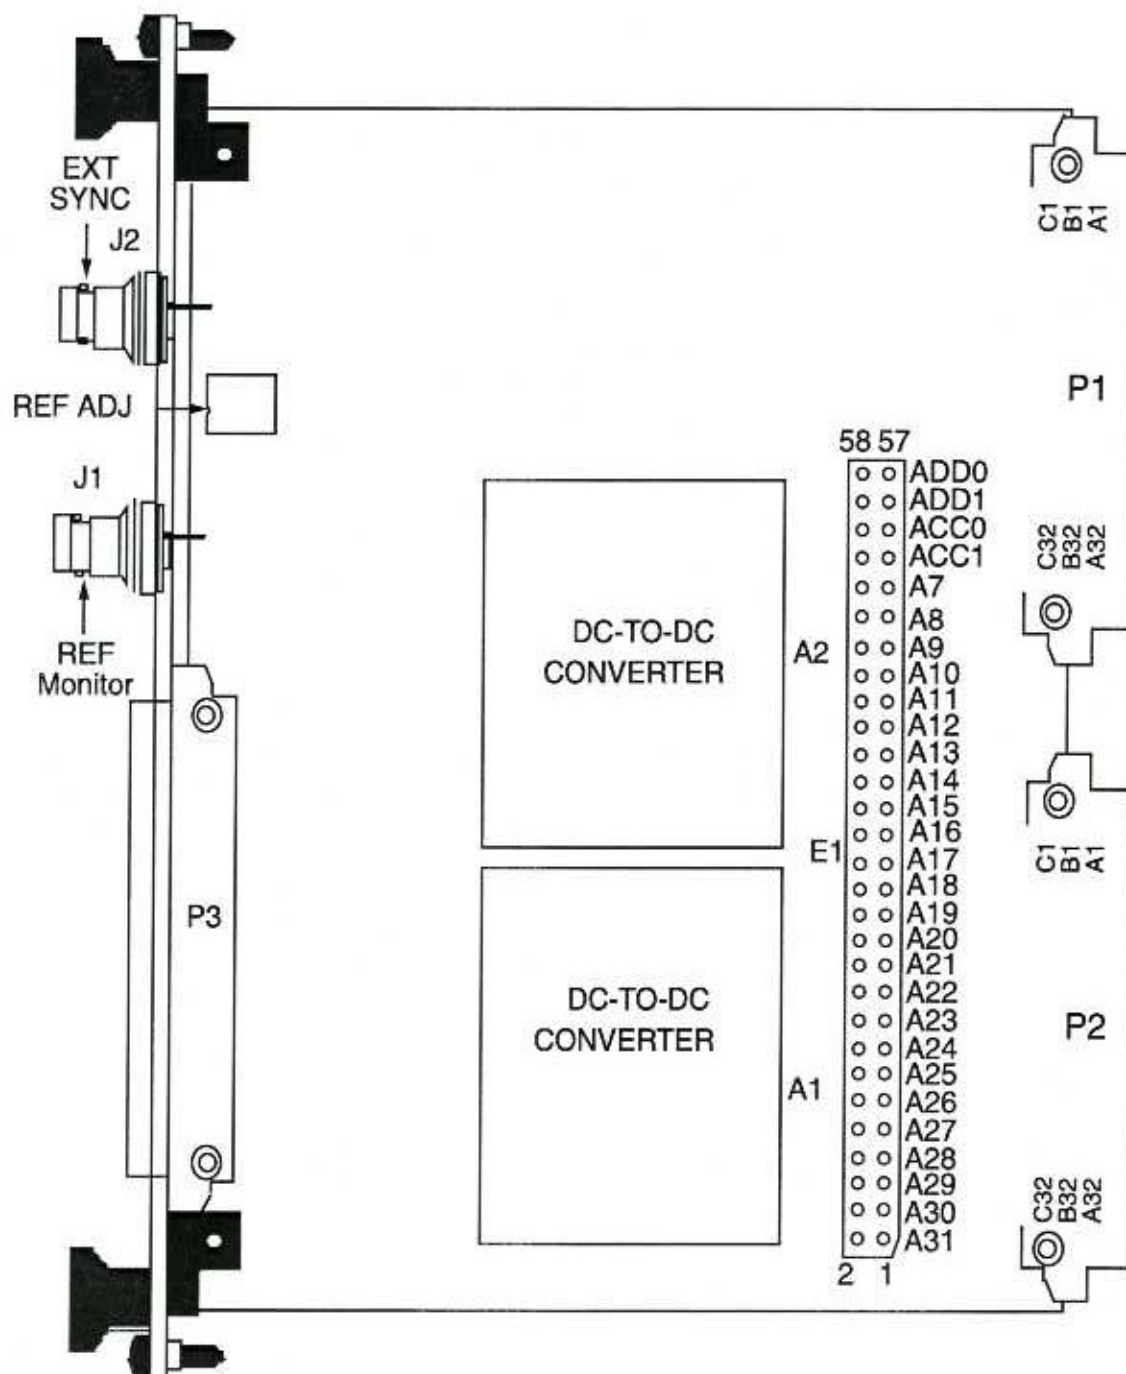 EXT
SYNC
J2
C1
B1
A1
REF ADJ
P1
58 57
J1
ADD0
ADD1
ACC0
ACC1
C32
B32
A32
A7
A8
DC-TO-DC
CONVERTER
A2
REF
Monitor
A9
A10
A11
A12
A13
A14
A15
A16
E1
A17
C1
B1
A1
A18
P3
A19
A20
A21
A22
DC-TO-DC
CONVERTER
A23
P2
A24
A25
A1
A26
A27
A28
A29
C32
B32
A32
A30
A31
2 1